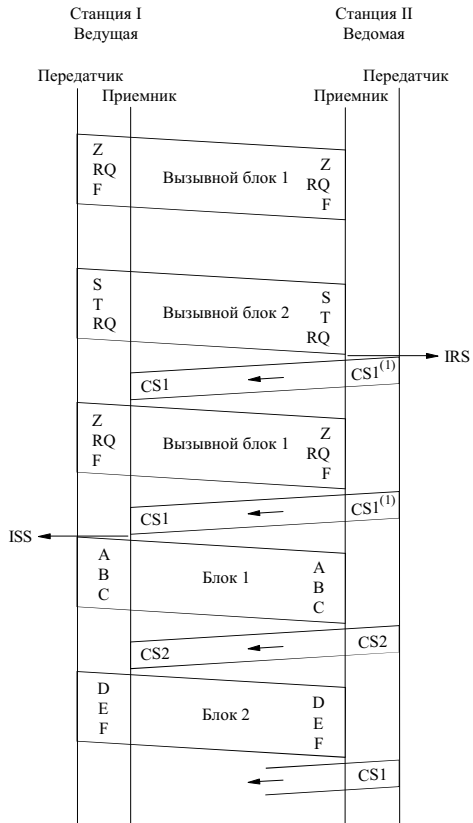 Станция I
Ведущая
Станция II
Ведомая
Передатчик
Передатчик
Приемник
Приемник
Z
RQ
F
Вызывной блок 1
Z
RQ
F
S
T
RQ
Вызывной блок 2
S
T
RQ
IRS
CS1
CS1(1)
Z
RQ
F
Вызывной блок 1
Z
RQ
F
CS1
CS1(1)
ISS
A
B
C
Блок 1
A
B
C
CS2
CS2
D
E
F
Блок 2
D
E
F
CS1